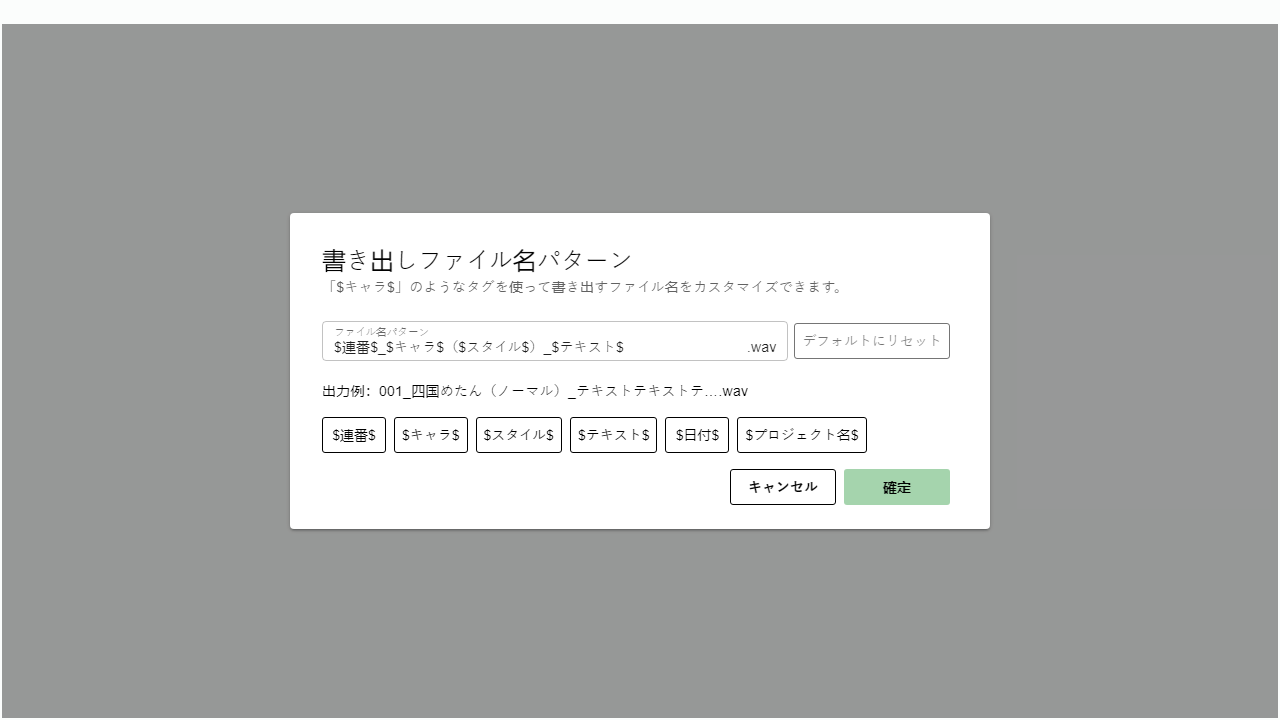 書き出しファイル名パターン
「$キャラ$」のようなタグを使って書き出すファイル名をカスタマイズできます。
ファイル名パターン
$連番$_$キャラ$（$スタイル$）_$テキスト$ .wav
デフォルトにリセット
出力例：001_四国めたん（ノーマル）_テキストテキストテ....wav
$連番$ $キャラ$ $スタイル$ $テキスト$ $日付$ $プロジェクト名$
キャンセル 確定